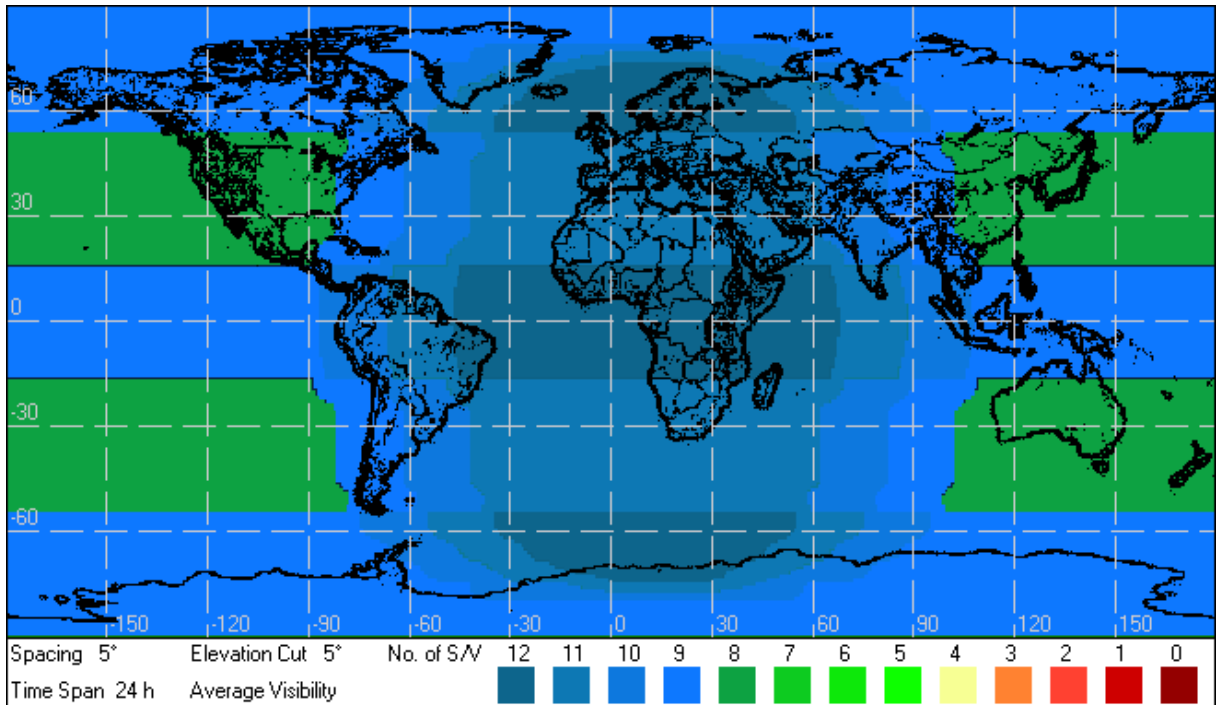 60
30
0
-30
-60
-150 -120 -90 -60 -30 0 30 60 90 120 150
Spacing 5° Elevation Cut 5° No. of S/V 12 11 10 9 8 7 6 5 4 3 2 1 0
Time Span 24 h Average Visibility